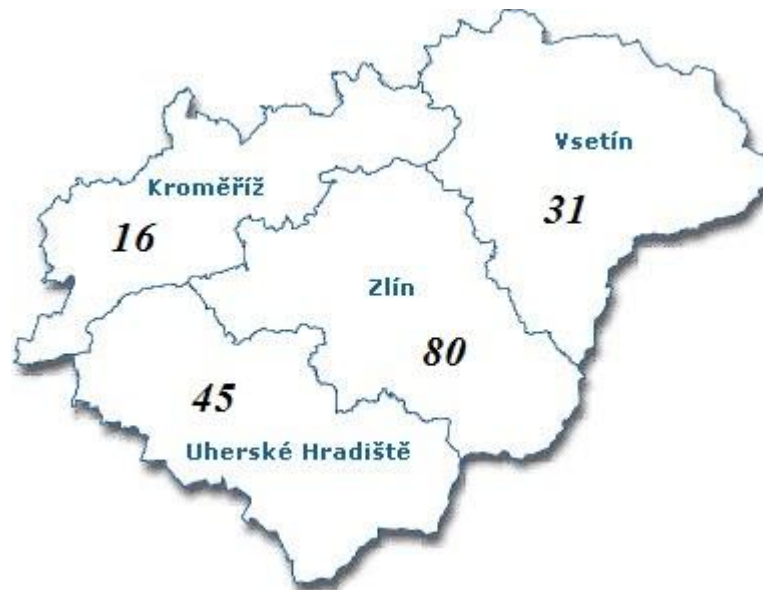 Vsetín
31
Kroměříž
16
Zlín
80
45
Uherské Hradiště